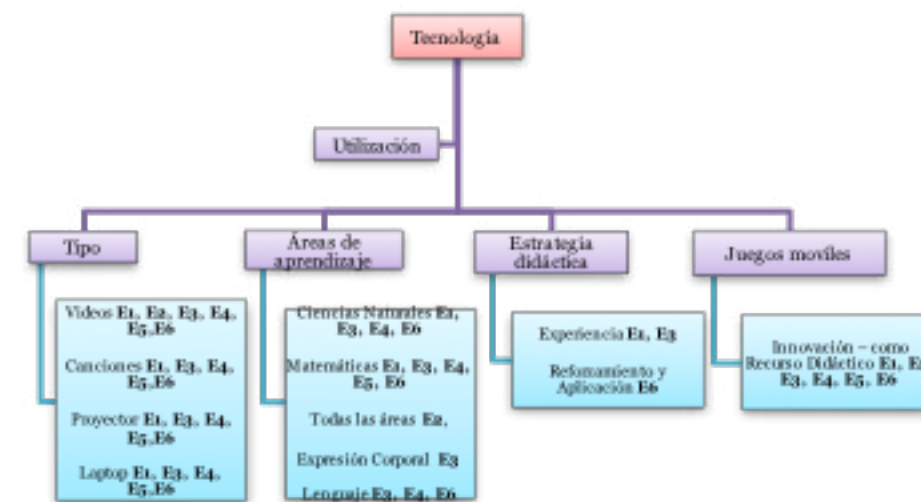 Tecnología
Utilización
Tipo
Áreas de
aprendizaje
Estrategia
didáctica
Juegos moviles
Videos E1, E2, E3, E4,
E5,E6
Canciones E1, E3, E4,
E5,E6
Proyector E1, E3, E4,
E5,E6
Laptop E1, E3, E4,
E5,E6
Ciencias Naturales E1,
E3, E4, E6
Matemáticas E1, E3, E4,
E5, E6
Todas las áreas E2,
Expresión Corporal E3
Lenguaje E3, E4, E6
Experiencia E1, E3
Aplicación E6
Innovación – como
Recurso Didáctico E1,
E3, E4, E5, E6